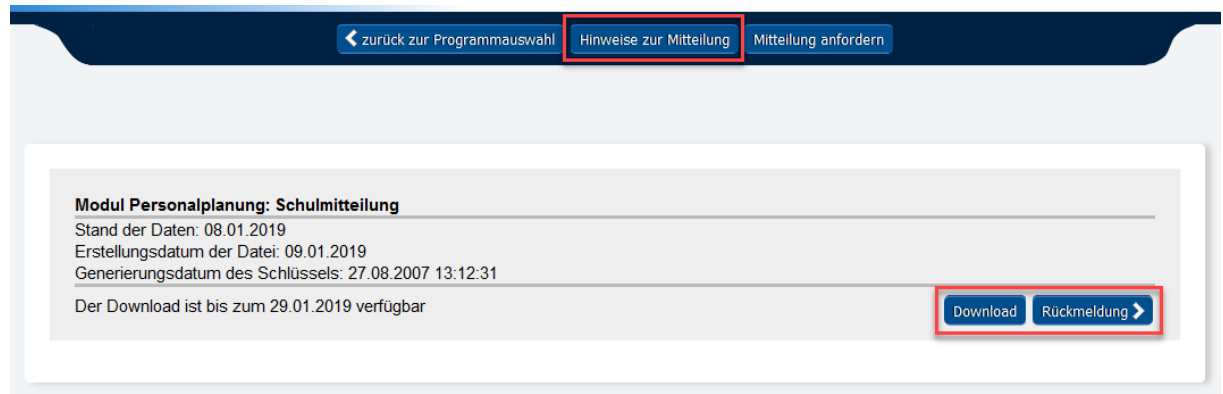 zurück zur Programmauswahl Hinweise zur Mitteilung Mitteilung anfordern
Modul Personalplanung: Schulmitteilung
Stand der Daten: 08.01.2019
Erstellungsdatum der Datei: 09.01.2019
Generierungsdatum des Schlüssels: 27.08.2007 13:12:31
Der Download ist bis zum 29.01.2019 verfügbar
Download Rückmeldung